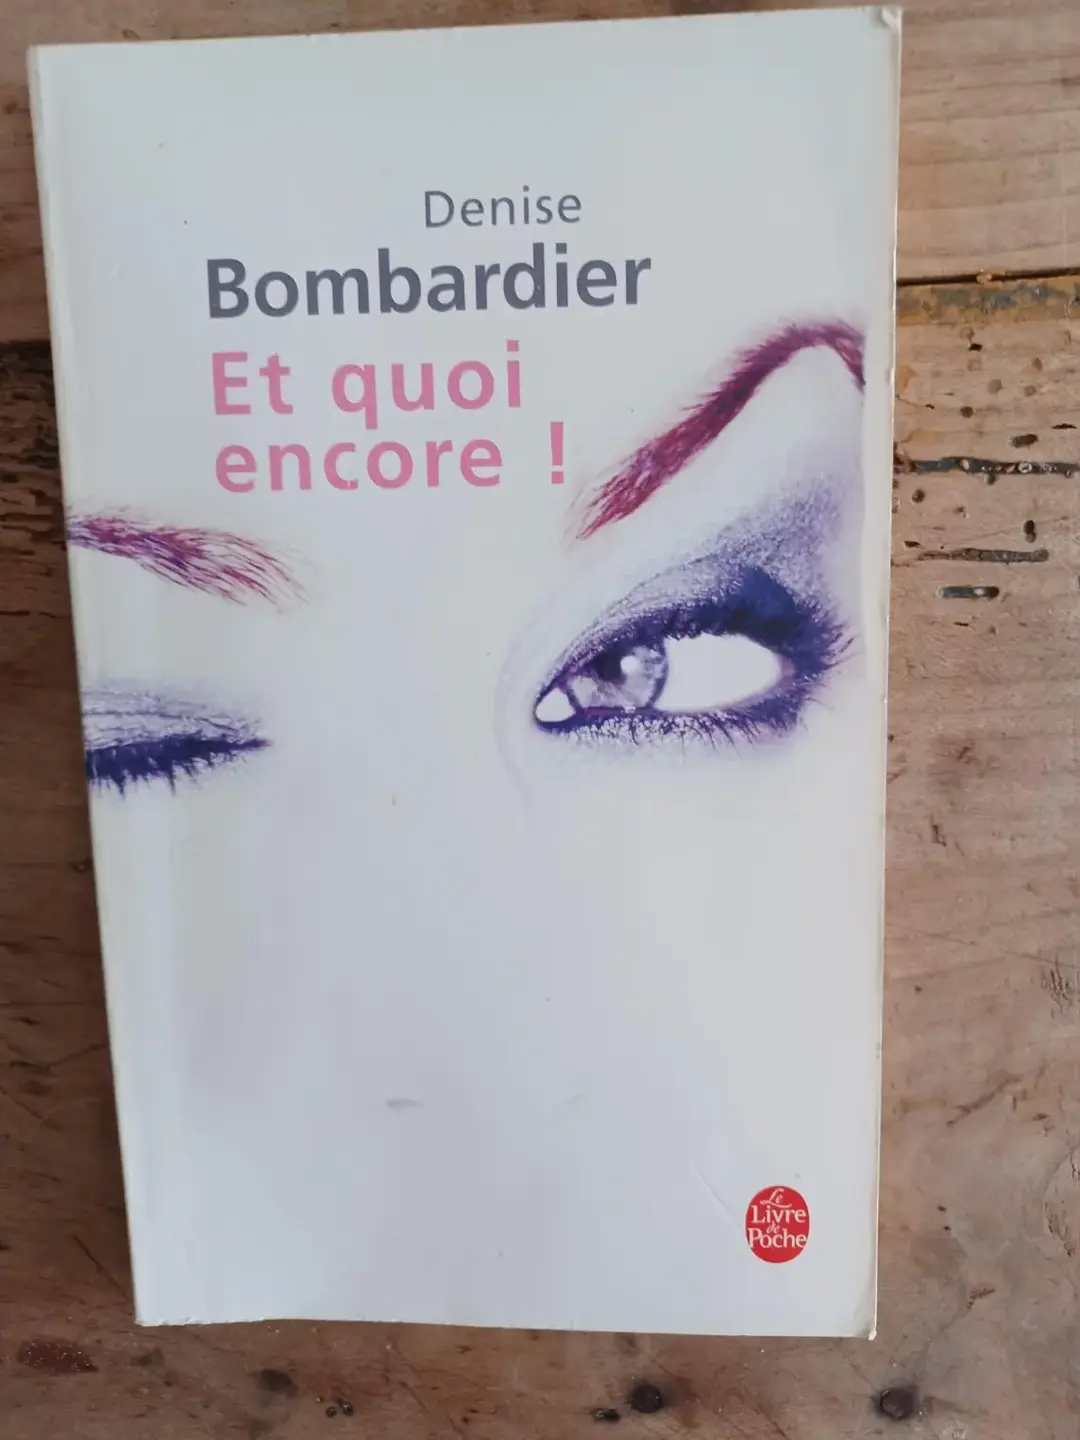 Denise
Bombardier
Et quoi
encore !
Le
Livre
de
Poche